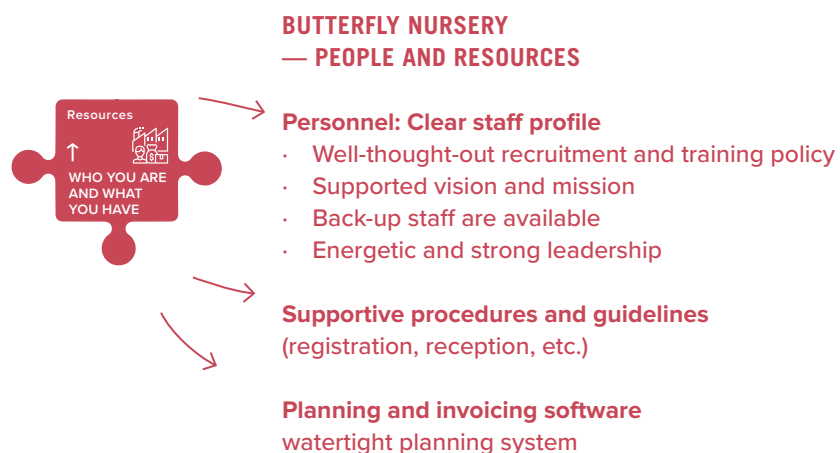 BUTTERFLY NURSERY
— PEOPLE AND RESOURCES
Resources
WHO YOU ARE
AND WHAT
YOU HAVE
Personnel: Clear staff profile
· Well-thought-out recruitment and training policy
· Supported vision and mission
· Back-up staff are available
· Energetic and strong leadership
Supportive procedures and guidelines
(registration, reception, etc.)
Planning and invoicing software
watertight planning system